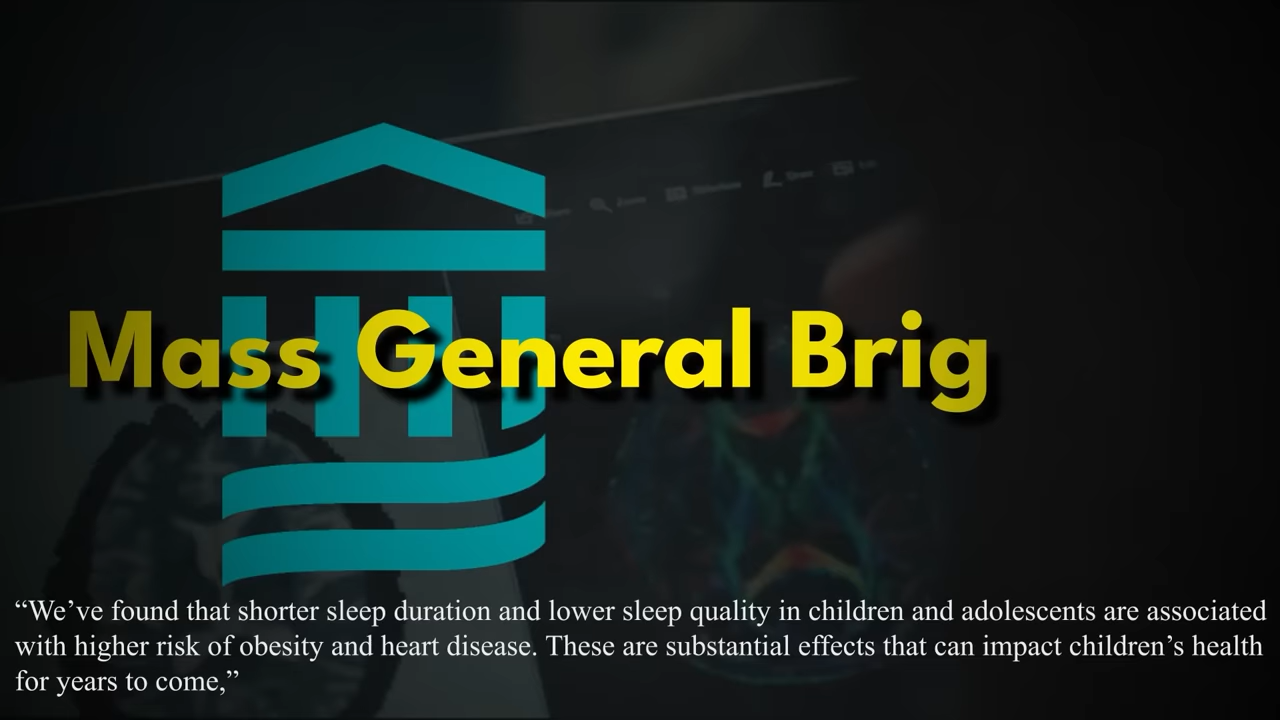 Mass General Brig
“We’ve found that shorter sleep duration and lower sleep quality in children and adolescents are associated
with higher risk of obesity and heart disease. These are substantial effects that can impact children’s health
for years to come,”